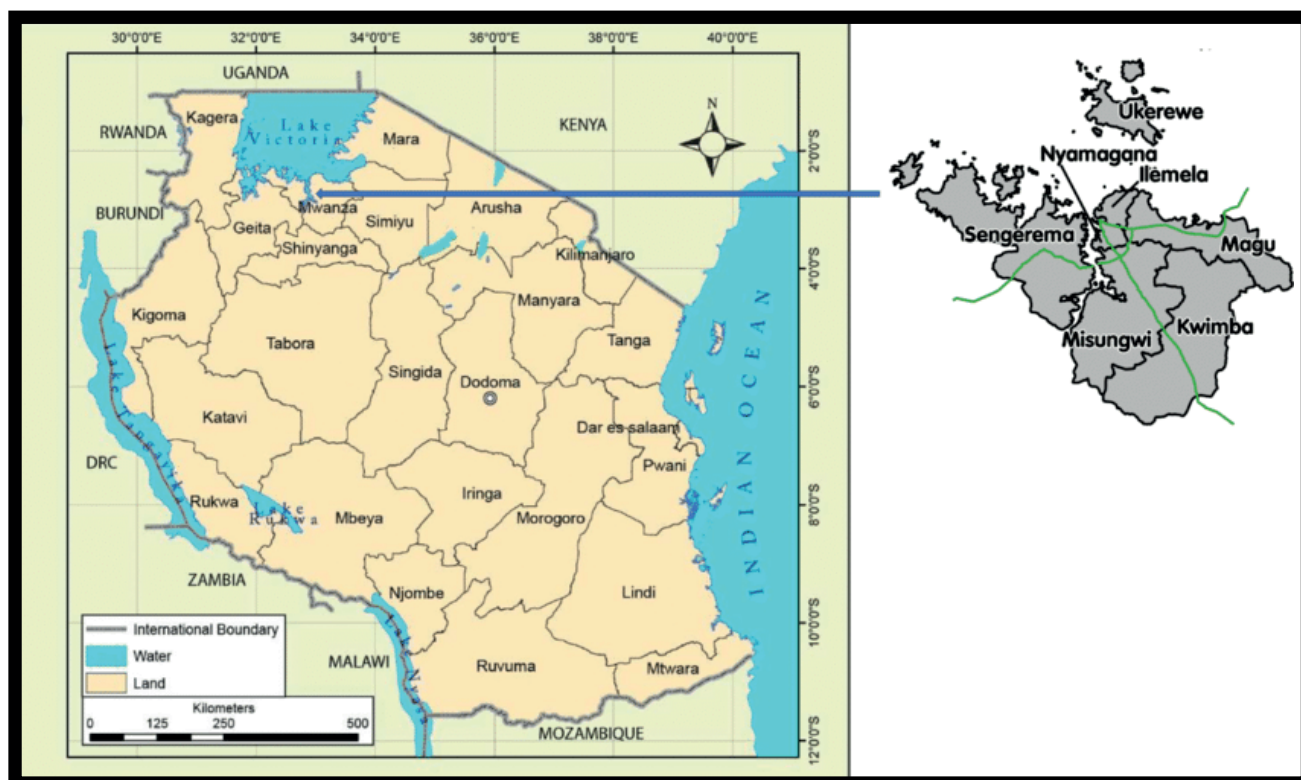 30°0'0"E
32°0'0"E
34°0'0"E
36°0'0"E
38°0'0"E
40°0'0"E
UGANDA
RWANDA
Kagera
Lake
Victoria
Mara
KENYA
N
2°0'0"S
BURUNDI
Geita
Mwanza
Simiyu
Arusha
Shinyanga
Kilimanjaro
4°0'0"S
Kigoma
Manyara
Tabora
Tanga
Singida
Dodoma
6°0'0"S
Katavi
Dar es salaam
Lake Tangayika
INDIAN OCEAN
DRC
Pwani
Rukwa
Lake
Rukwa
Mbeya
Iringa
Morogoro
8°0'0"S
ZAMBIA
Njombe
Lindi
10°0'0"S
MALAWI
Lake Nyasa
Ruvuma
Mtwara
MOZAMBIQUE
12°0'0"S
International Boundary
Water
Land
Kilometers
0 125 250 500
Ukerewe
Nyamagana
Ilemela
Sengerema
Magu
Misungwi
Kwimba